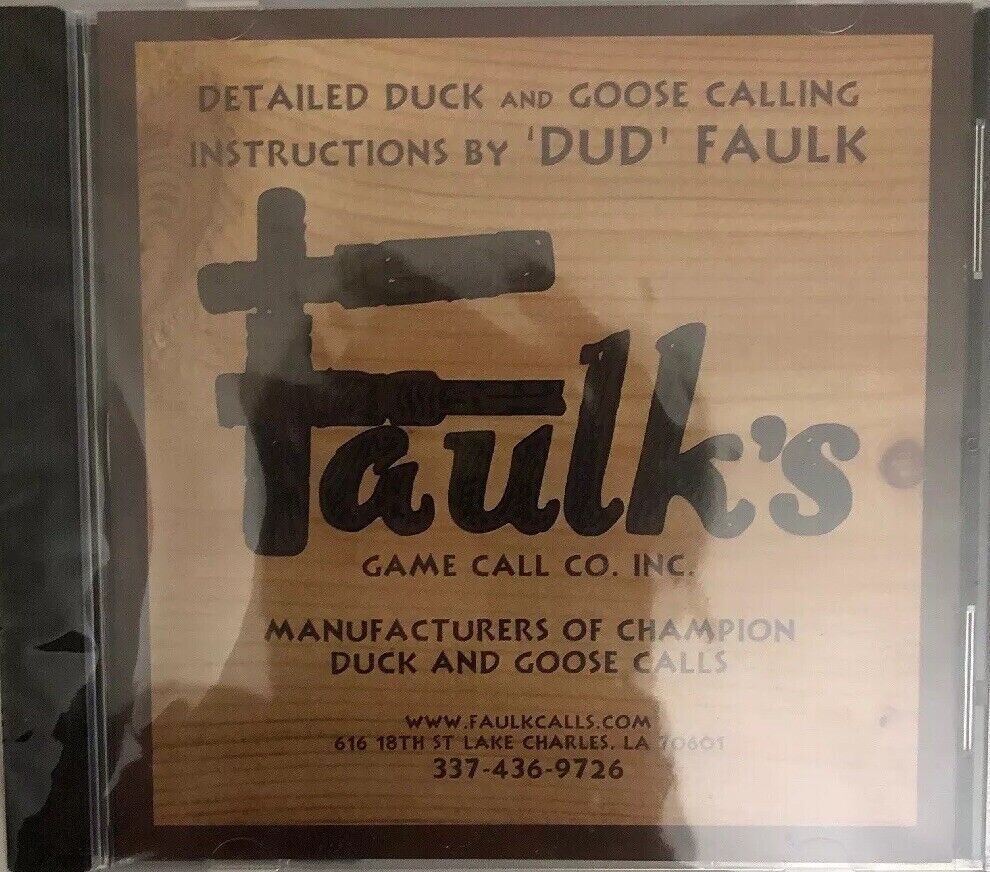 DETAILED DUCK AND GOOSE CALLING
INSTRUCTIONS BY 'DUD' FAULK
Faulk's
GAME CALL CO. INC.
MANUFACTURERS OF CHAMPION
DUCK AND GOOSE CALLS
WWW.FAULKCALLS.COM
616 18TH ST LAKE CHARLES, LA 70601
337-436-9726